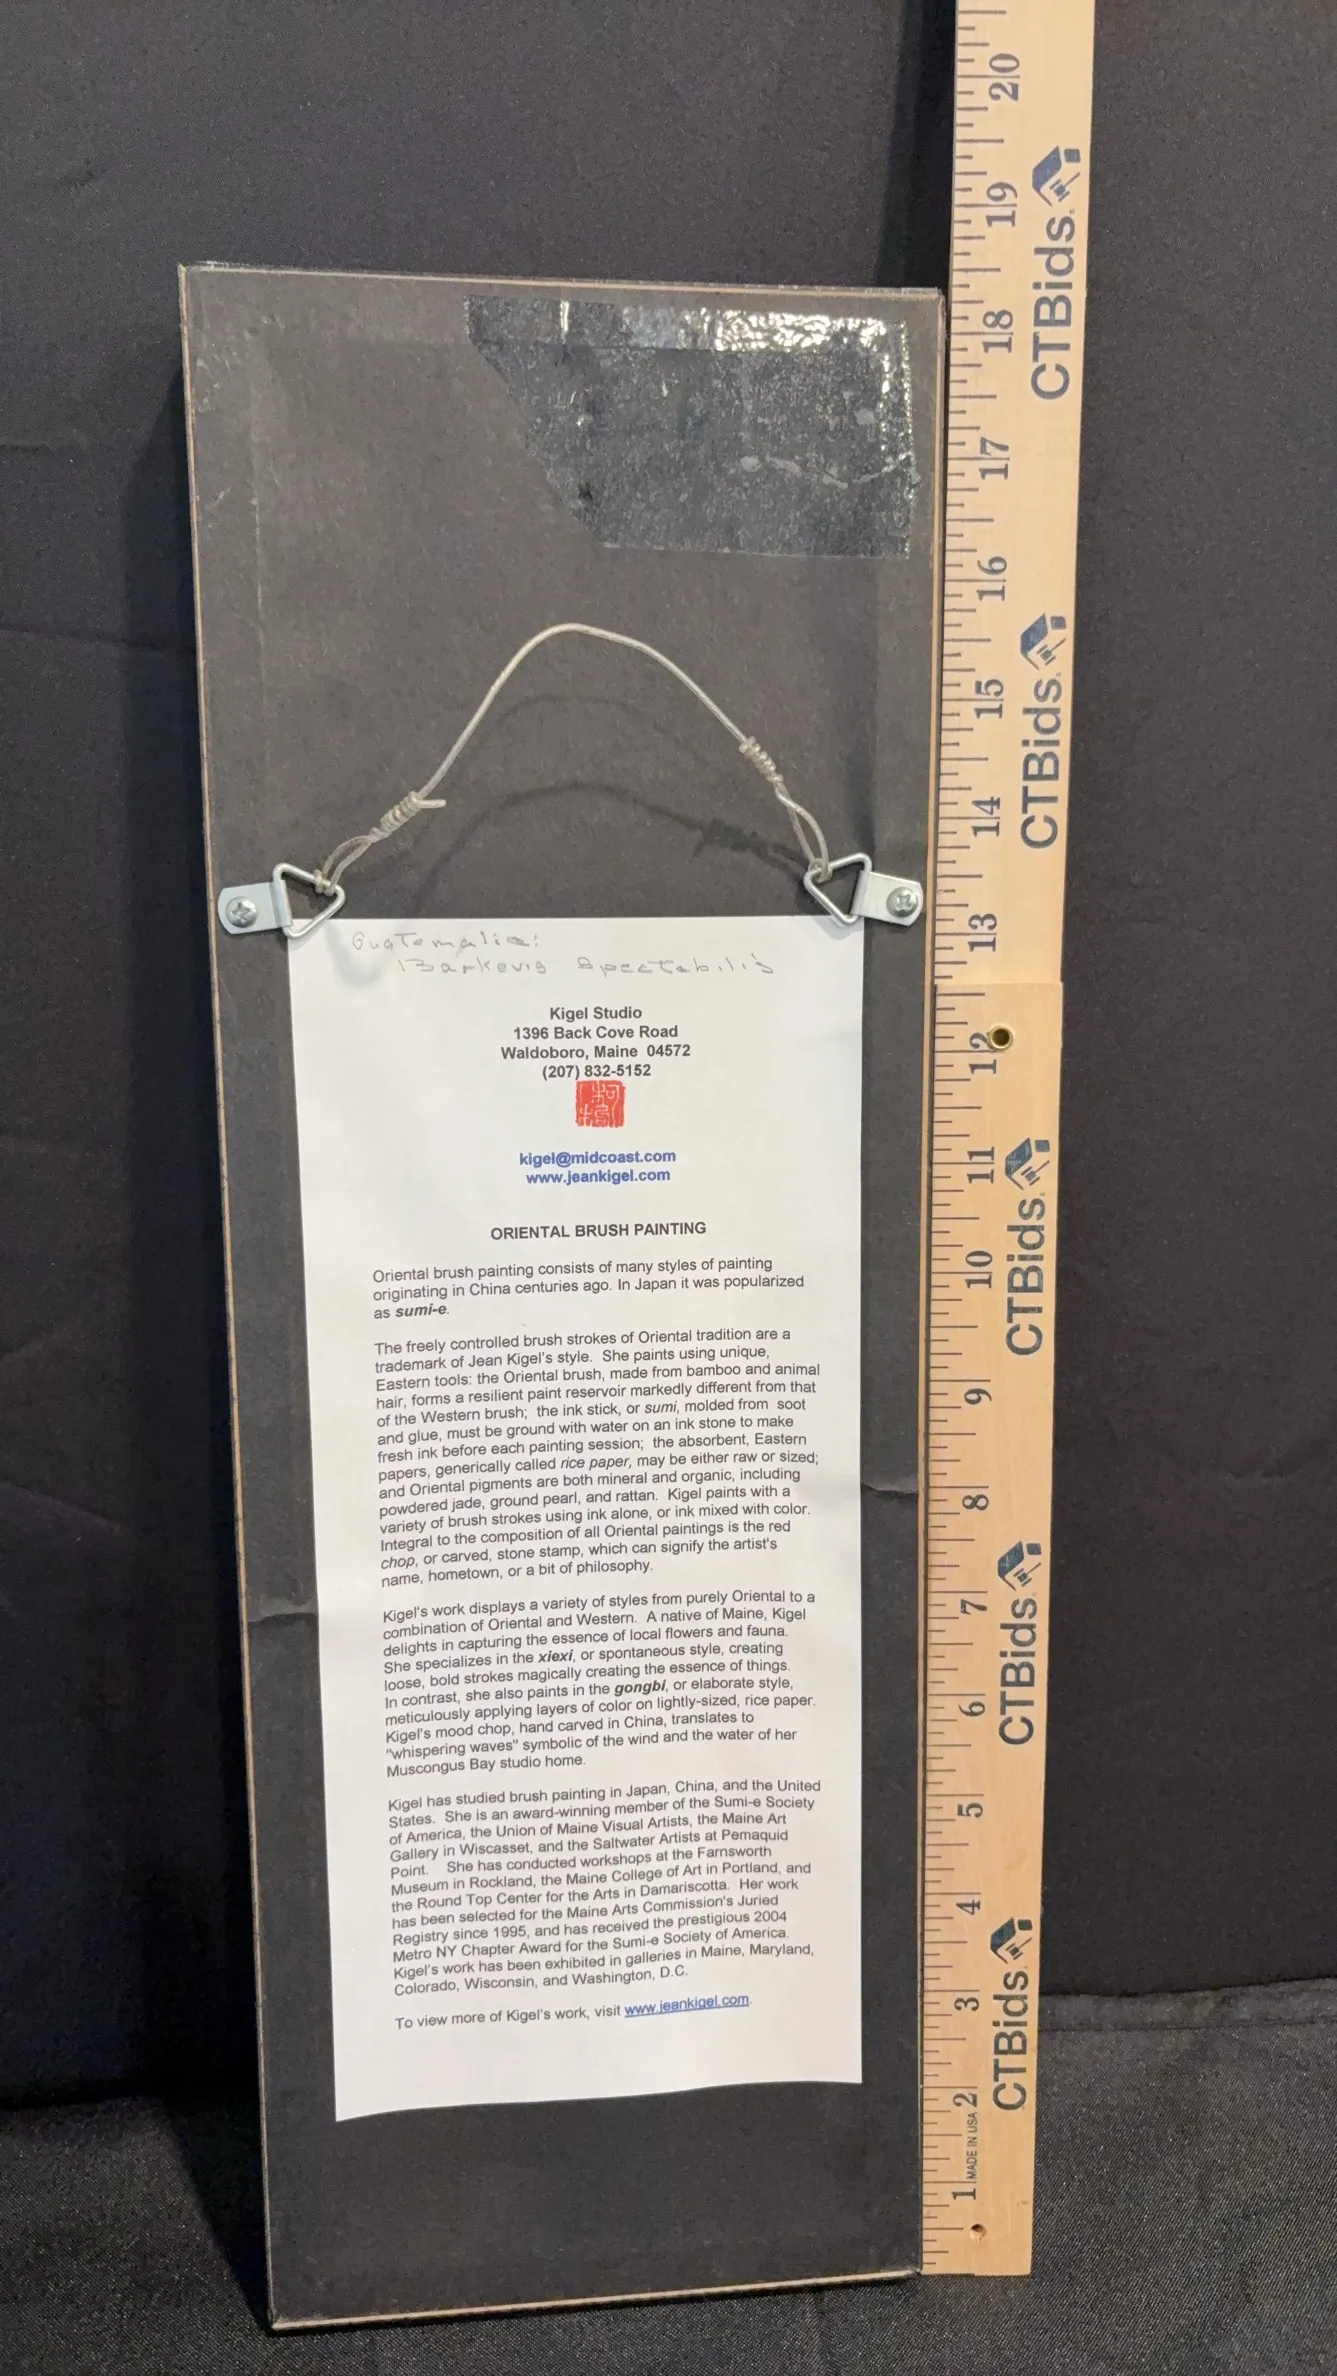 Guatemalie:
Barkevis Spectabilis
Kigel Studio
1396 Back Cove Road
Waldoboro, Maine 04572
(207) 832-5152
kigel@midcoast.com
www.jeankigel.com
ORIENTAL BRUSH PAINTING
Oriental brush painting consists of many styles of painting
originating in China centuries ago. In Japan it was popularized
as sumi-e.
The freely controlled brush strokes of Oriental tradition are a
trademark of Jean Kigel's style. She paints using unique,
Eastern tools: the Oriental brush, made from bamboo and animal
hair, forms a resilient paint reservoir markedly different from that
of the Western brush; the ink stick, or sumi, molded from soot
and glue, must be ground with water on an ink stone to make
fresh ink before each painting session; the absorbent, Eastern
papers, generically called rice paper, may be either raw or sized;
and Oriental pigments are both mineral and organic, including
powdered jade, ground pearl, and rattan. Kigel paints with a
variety of brush strokes using ink alone, or ink mixed with color.
Integral to the composition of all Oriental paintings is the red
chop, or carved, stone stamp, which can signify the artist's
name, hometown, or a bit of philosophy.
Kigel's work displays a variety of styles from purely Oriental to a
combination of Oriental and Western. A native of Maine, Kigel
delights in capturing the essence of local flowers and fauna.
She specializes in the xiexi, or spontaneous style, creating
loose, bold strokes magically creating the essence of things.
In contrast, she also paints in the gongbi, or elaborate style,
meticulously applying layers of color on lightly-sized, rice paper.
Kigel's mood chop, hand carved in China, translates to
"whispering waves" symbolic of the wind and the water of her
Muscongus Bay studio home.
Kigel has studied brush painting in Japan, China, and the United
States. She is an award-winning member of the Sumi-e Society
of America, the Union of Maine Visual Artists, the Maine Art
Gallery in Wiscasset, and the Saltwater Artists at Pemaquid
Point. She has conducted workshops at the Farnsworth
Museum in Rockland, the Maine College of Art in Portland, and
the Round Top Center for the Arts in Damariscotta. Her work
has been selected for the Maine Arts Commission's Juried
Registry since 1995, and has received the prestigious 2004
Metro NY Chapter Award for the Sumi-e Society of America.
Kigel's work has been exhibited in galleries in Maine, Maryland,
Colorado, Wisconsin, and Washington, D.C.
To view more of Kigel's work, visit www.jeankigel.com.
20
19
18
17
16
15
14
13
12
11
10
9
8
7
6
5
4
3
2
1
MADE IN USA
CTBids.
CTBids.
CTBids.
CTBids.
CTBids.